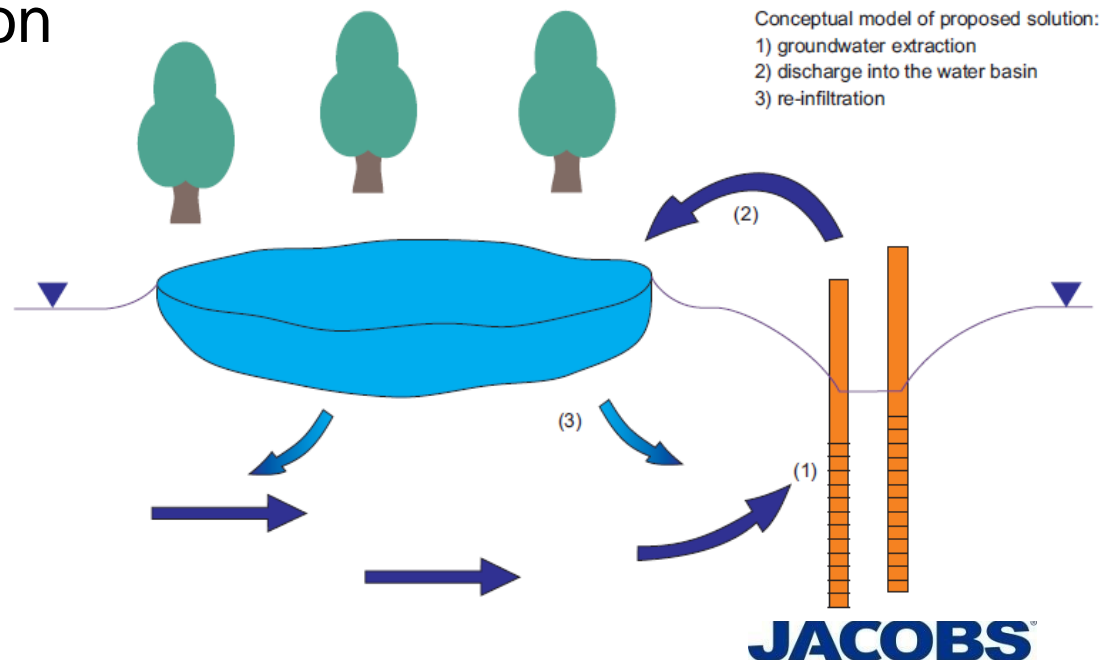 on
Conceptual model of proposed solution:
1) groundwater extraction
2) discharge into the water basin
3) re-infiltration
(2)
(3)
(1)
JACOBS®